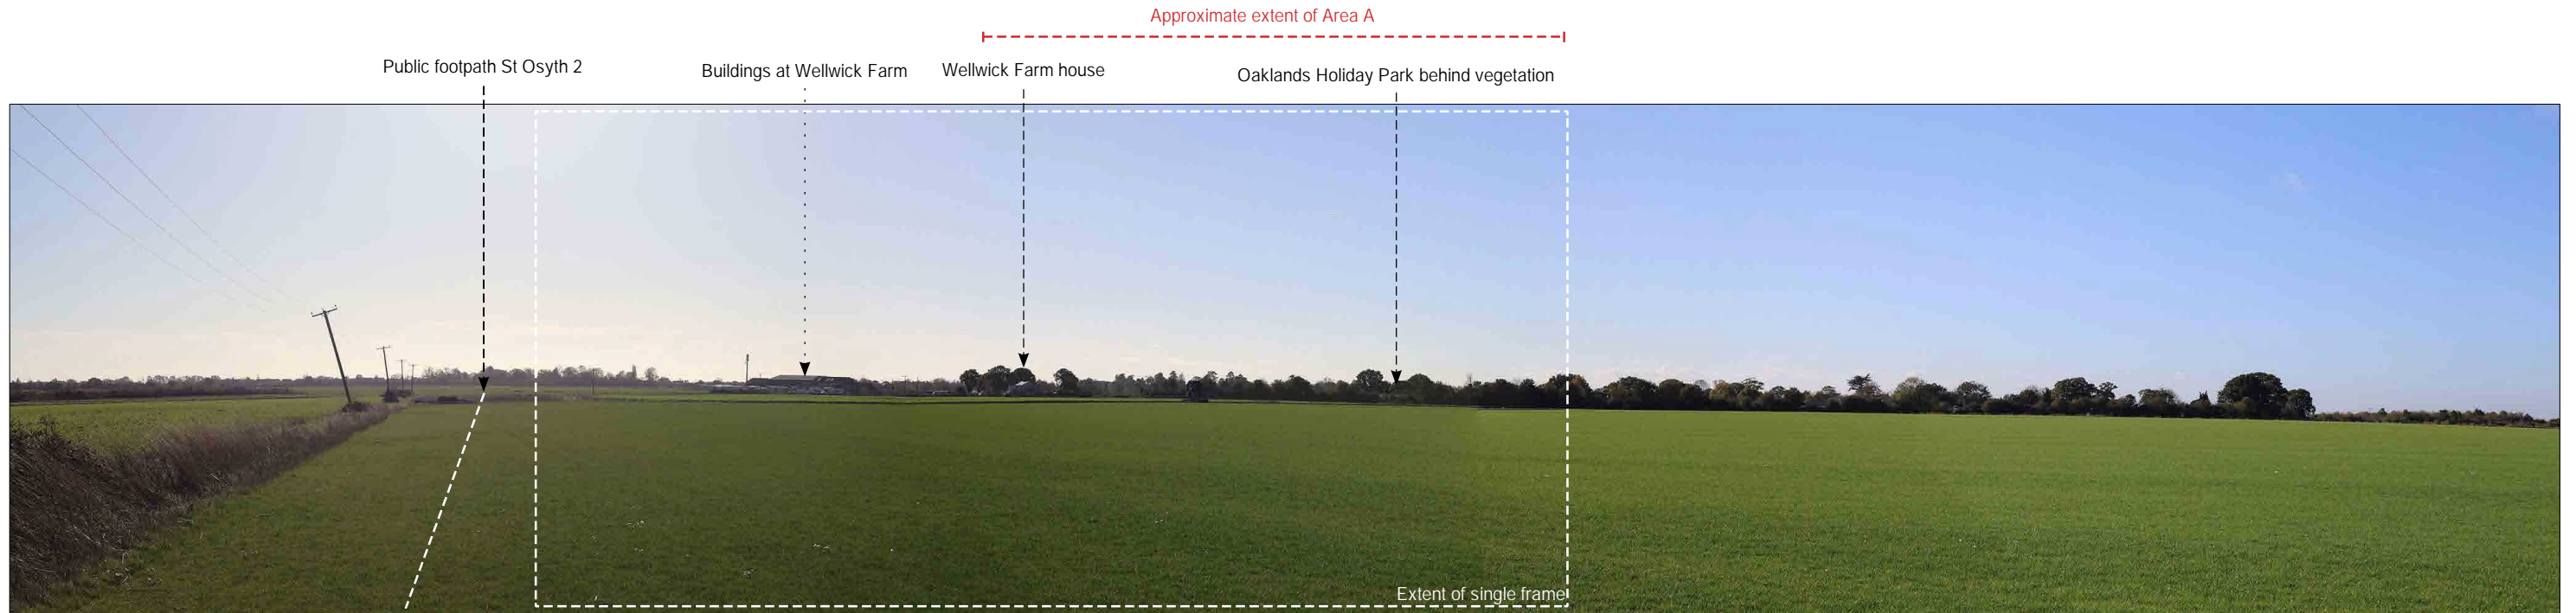 Approximate extent of Area A
Public footpath St Osyth 2
Buildings at Wellwick Farm
Wellwick Farm house
Oaklands Holiday Park behind vegetation
Extent of single frame